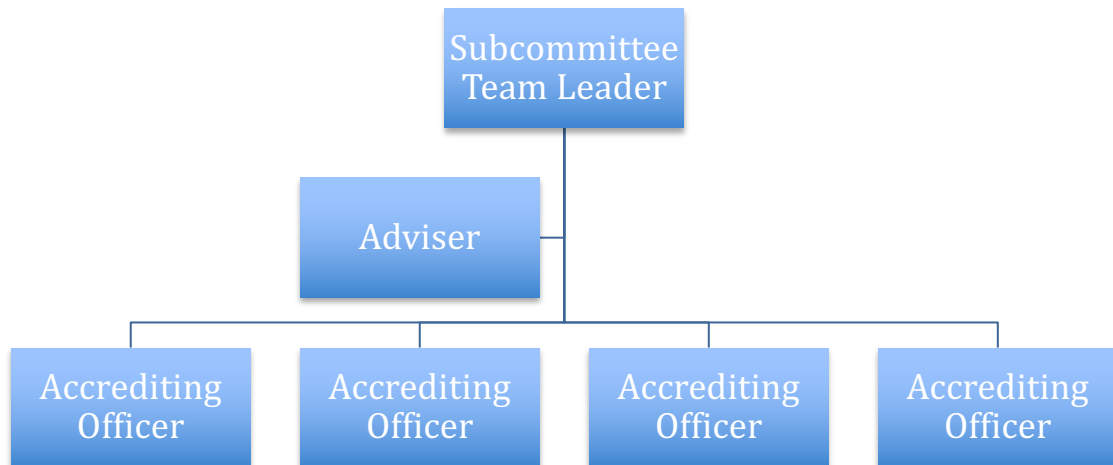 Subcommittee
Team Leader
Adviser
Accrediting
Officer
Accrediting
Officer
Accrediting
Officer
Accrediting
Officer